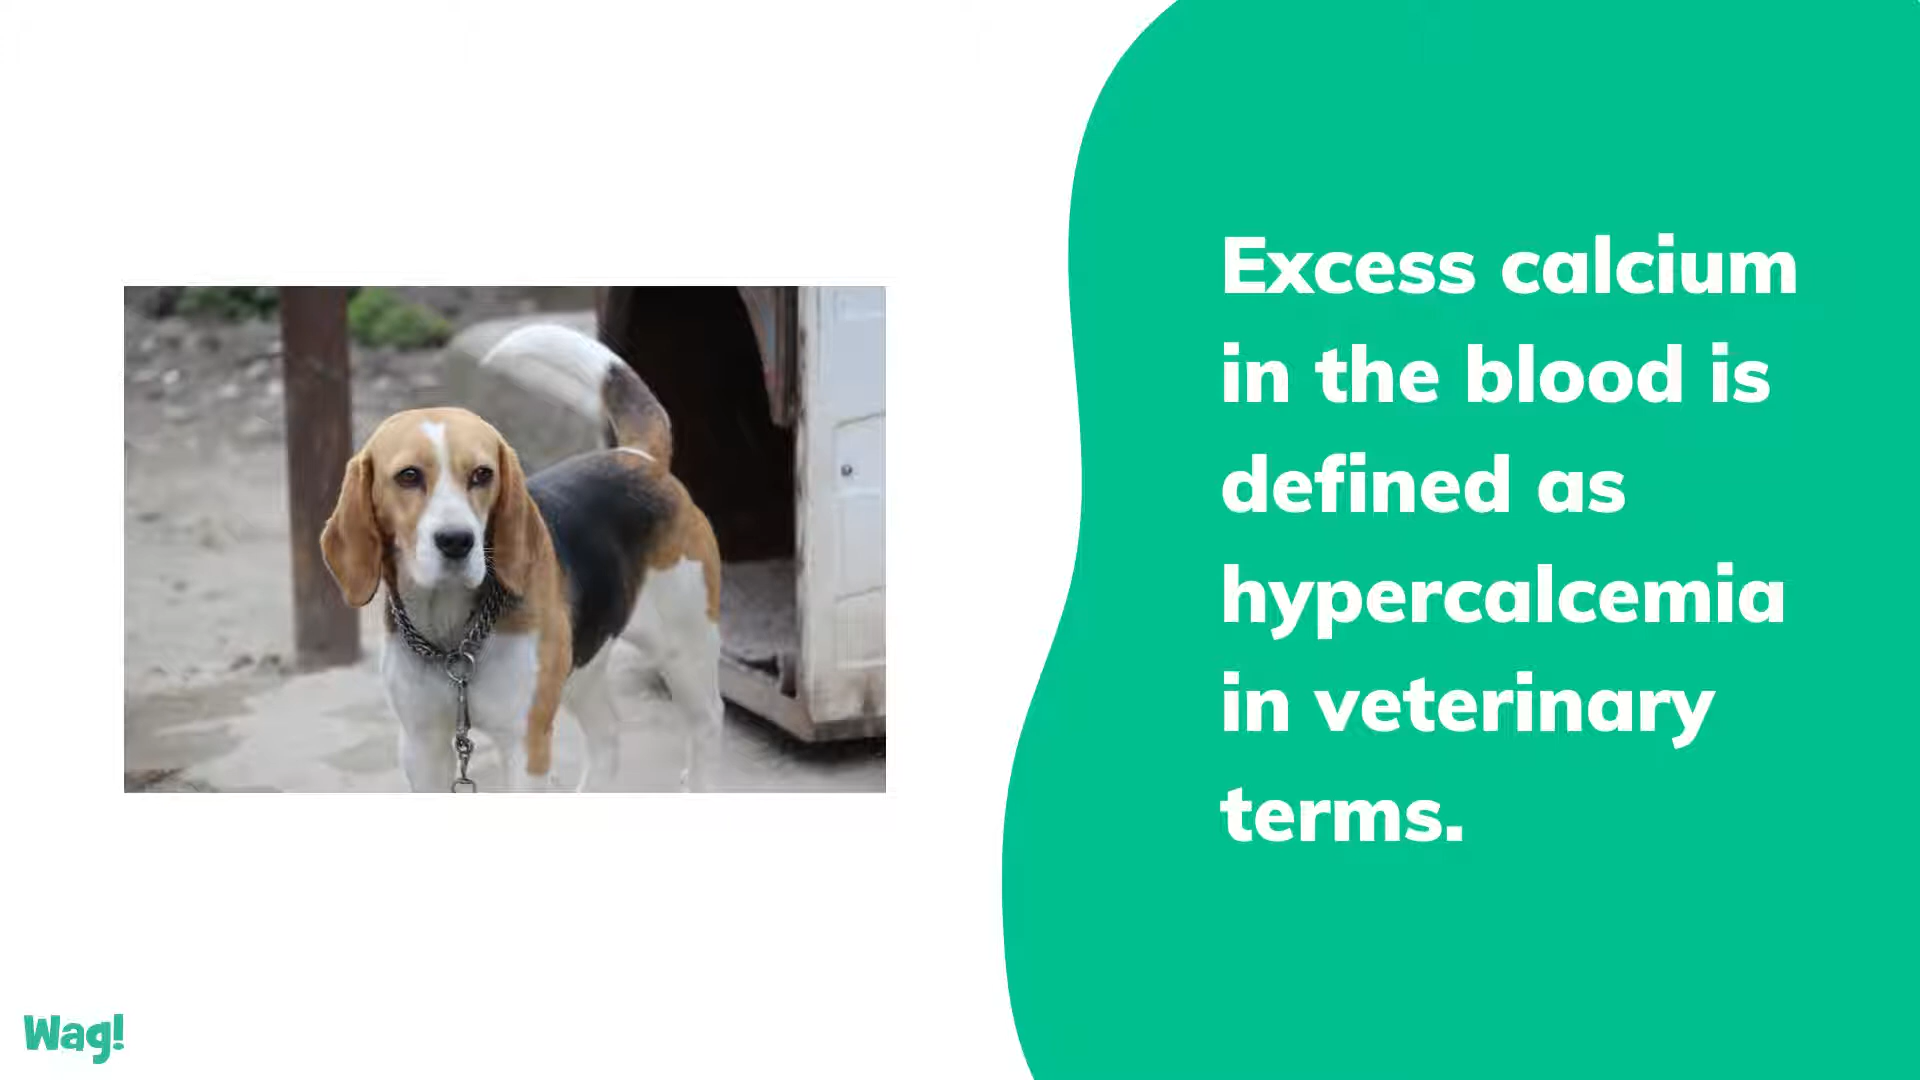 Excess calcium
in the blood is
defined as
hypercalcemia
in veterinary
terms.
Wag!